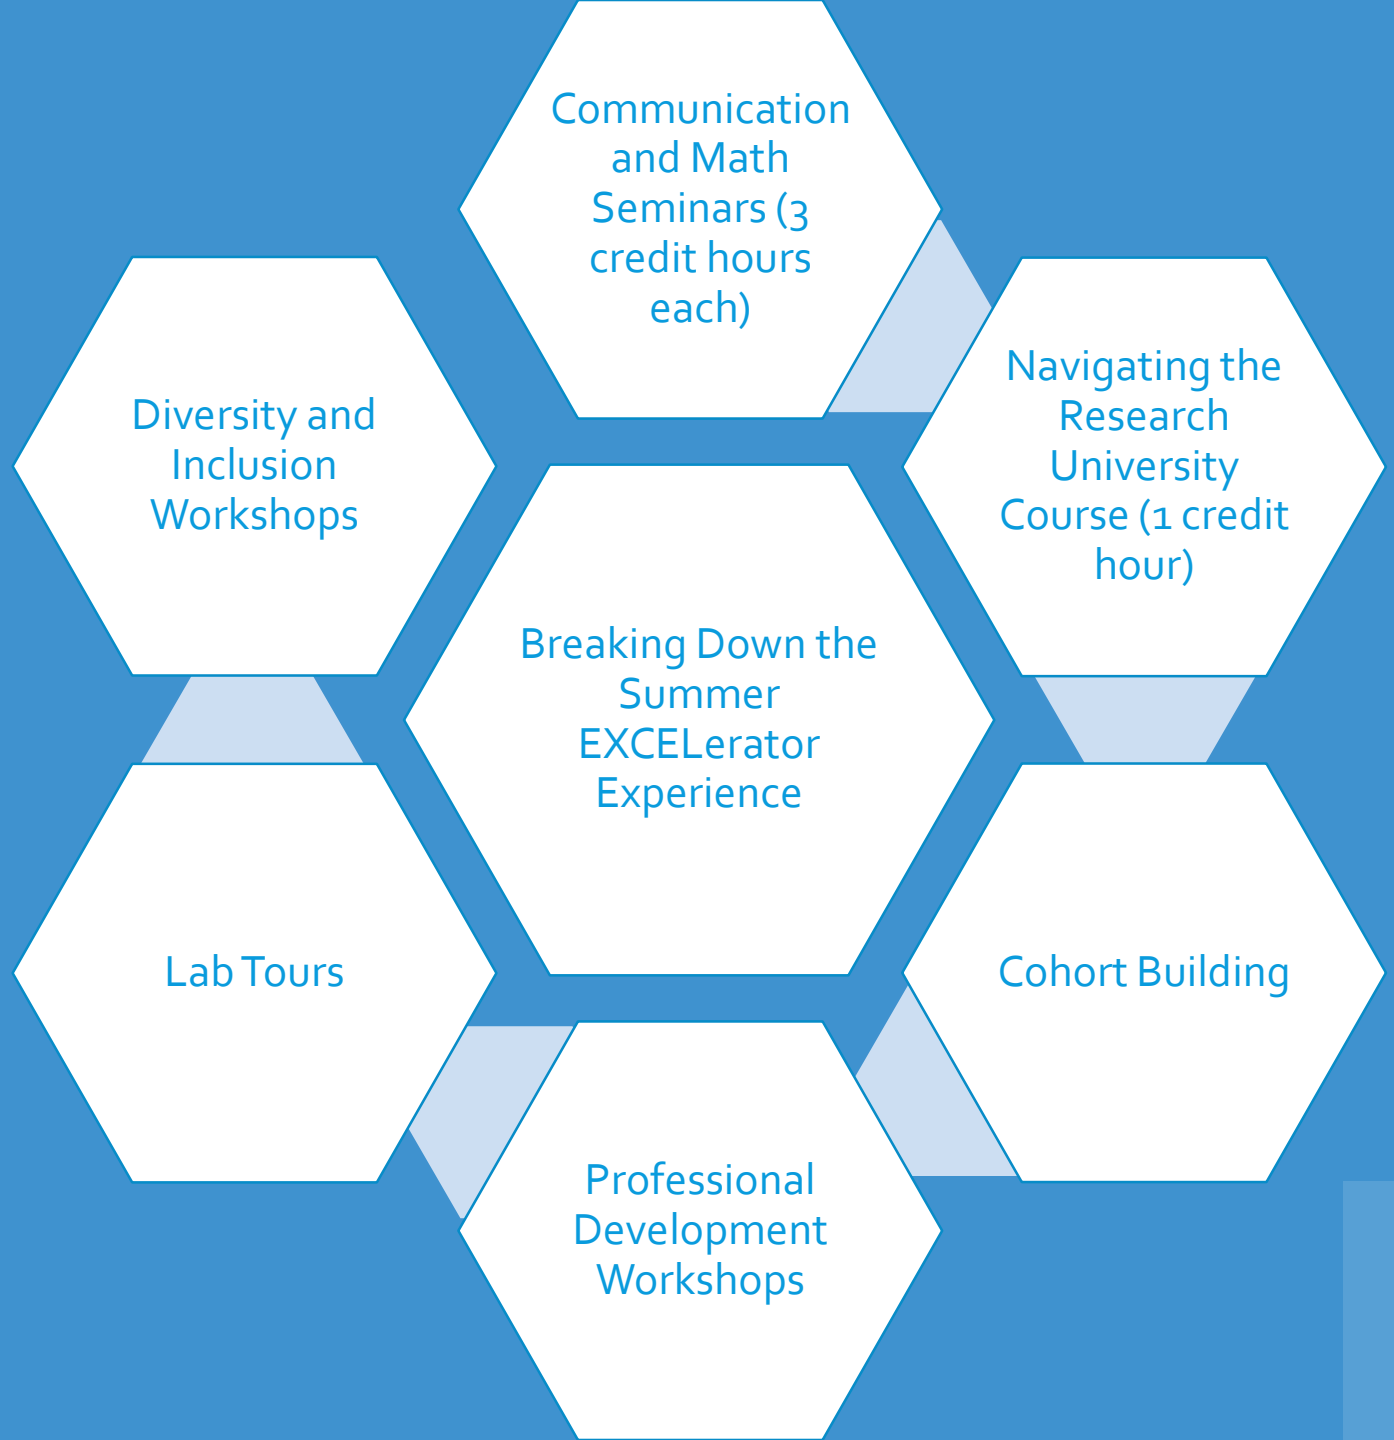 Communication
and Math
Seminars (3
credit hours
each)
Navigating the
Research
University
Course (1 credit
hour)
Diversity and
Inclusion
Workshops
Breaking Down the
Summer
EXCELerator
Experience
Lab Tours
Cohort Building
Professional
Development
Workshops